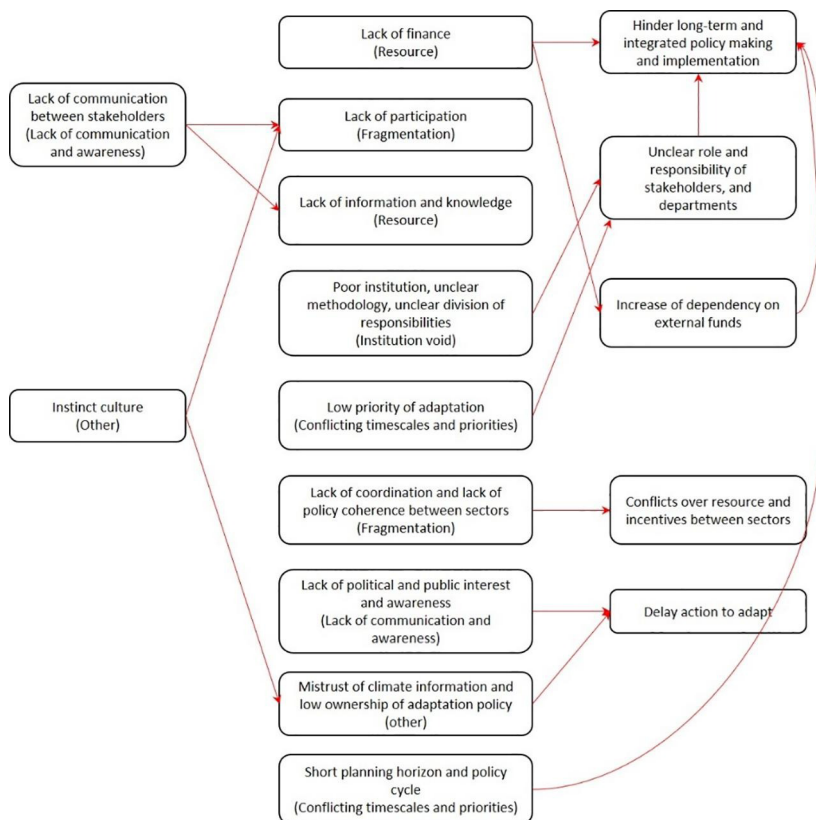 Lack of communication
between stakeholders
(Lack of communication
and awareness)
Instinct culture
(Other)
Lack of finance
(Resource)
Lack of participation
(Fragmentation)
Lack of information and knowledge
(Resource)
Poor institution, unclear
methodology, unclear division of
responsibilities
(Institution void)
Low priority of adaptation
(Conflicting timescales and priorities)
Lack of coordination and lack of
policy coherence between sectors
(Fragmentation)
Lack of political and public interest
and awareness
(Lack of communication and
awareness)
Mistrust of climate information and
low ownership of adaptation policy
(other)
Short planning horizon and policy
cycle
(Conflicting timescales and priorities)
Hinder long-term and
integrated policy making
and implementation
Unclear role and
responsibility of
stakeholders, and
departments
Increase of dependency on
external funds
Conflicts over resource and
incentives between sectors
Delay action to adapt